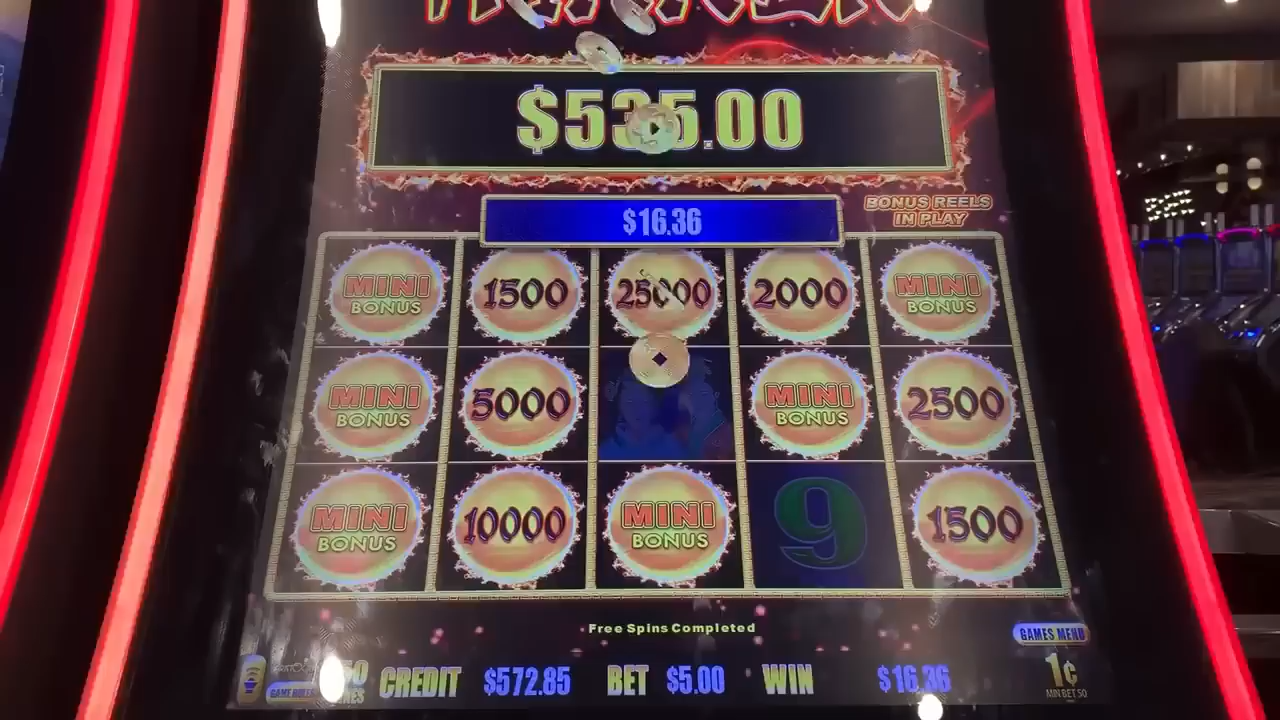 $535.00
$16.36
BONUS REELS
IN PLAY
MINI BONUS 1500 25000 2000 MINI BONUS
MINI BONUS 5000 MINI BONUS 2500
MINI BONUS 10000 MINI BONUS 9 1500
Free Spins Completed
GAMES MENU
CREDIT $572.85 BET $5.00 WIN $16.36 1¢
GAME RULES
MIN BET 50